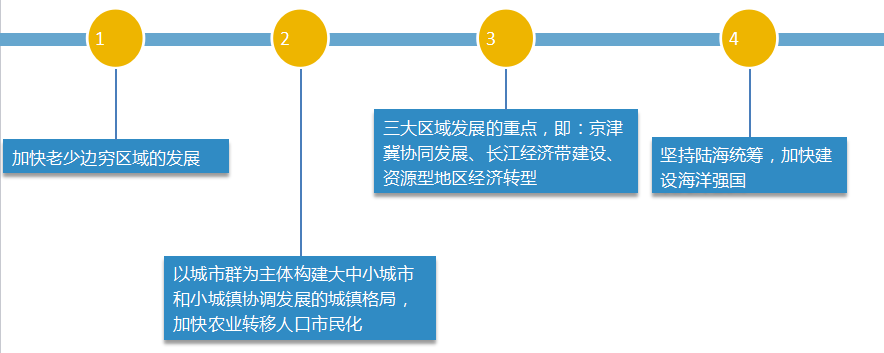 1
2
3
4
加快老少边穷区域的发展
以城市群为主体构建大中小城市
和小城镇协调发展的城镇格局，
加快农业转移人口市民化
三大区域发展的重点，即：京津
冀协同发展、长江经济带建设、
资源型地区经济转型
坚持陆海统筹，加快建
设海洋强国